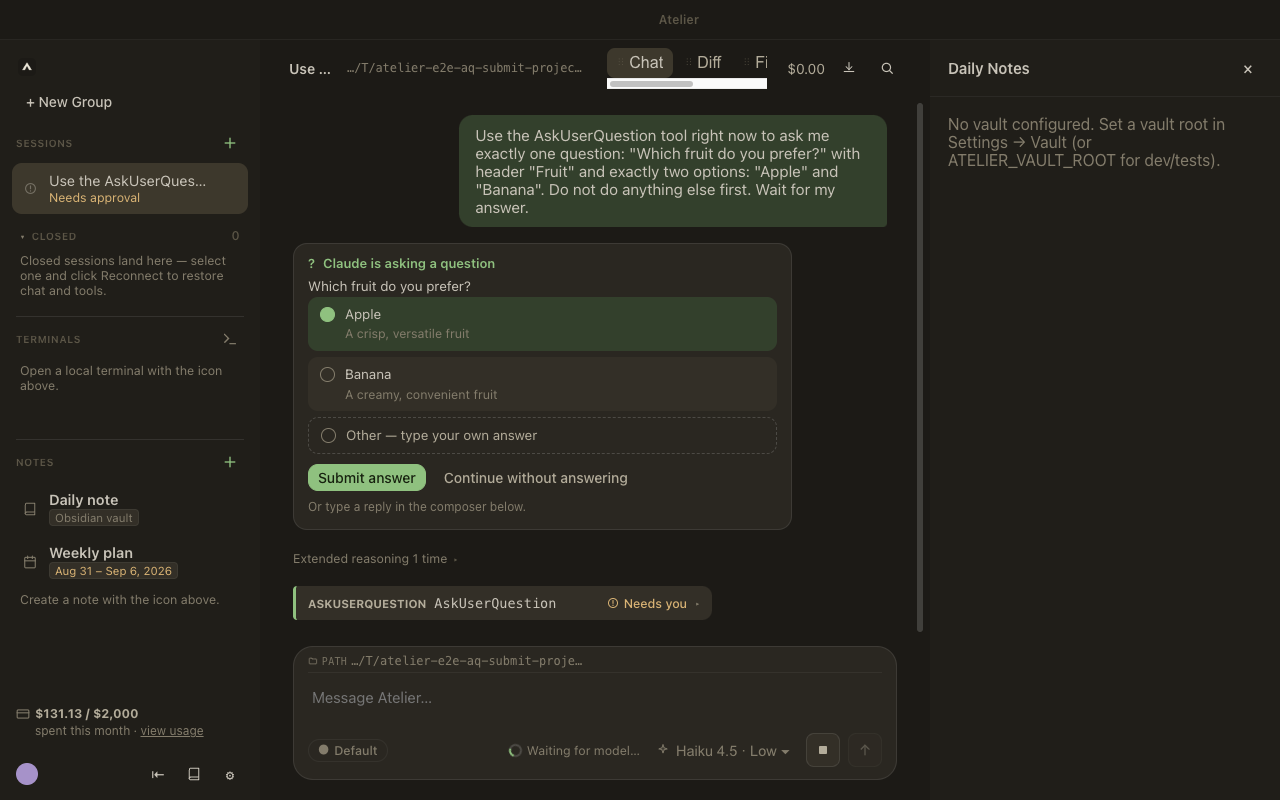 Atelier
+ New Group
SESSIONS
Use the AskUserQues...
Needs approval
CLOSED 0
Closed sessions land here — select
one and click Reconnect to restore
chat and tools.
TERMINALS
Open a local terminal with the icon
above.
NOTES
Daily note
Obsidian vault
Weekly plan
Aug 31 – Sep 6, 2026
Create a note with the icon above.
$131.13 / $2,000
spent this month · view usage
Use ... …/T/atelier-e2e-aq-submit-projec… Chat Diff Fi $0.00
Use the AskUserQuestion tool right now to ask me
exactly one question: "Which fruit do you prefer?" with
header "Fruit" and exactly two options: "Apple" and
"Banana". Do not do anything else first. Wait for my
answer.
? Claude is asking a question
Which fruit do you prefer?
Apple
A crisp, versatile fruit
Banana
A creamy, convenient fruit
Other — type your own answer
Submit answer Continue without answering
Or type a reply in the composer below.
Extended reasoning 1 time
ASKUSERQUESTION AskUserQuestion Needs you
PATH …/T/atelier-e2e-aq-submit-proje…
Message Atelier...
Default Waiting for model... Haiku 4.5 · Low
Daily Notes ×
No vault configured. Set a vault root in
Settings → Vault (or
ATELIER_VAULT_ROOT for dev/tests).